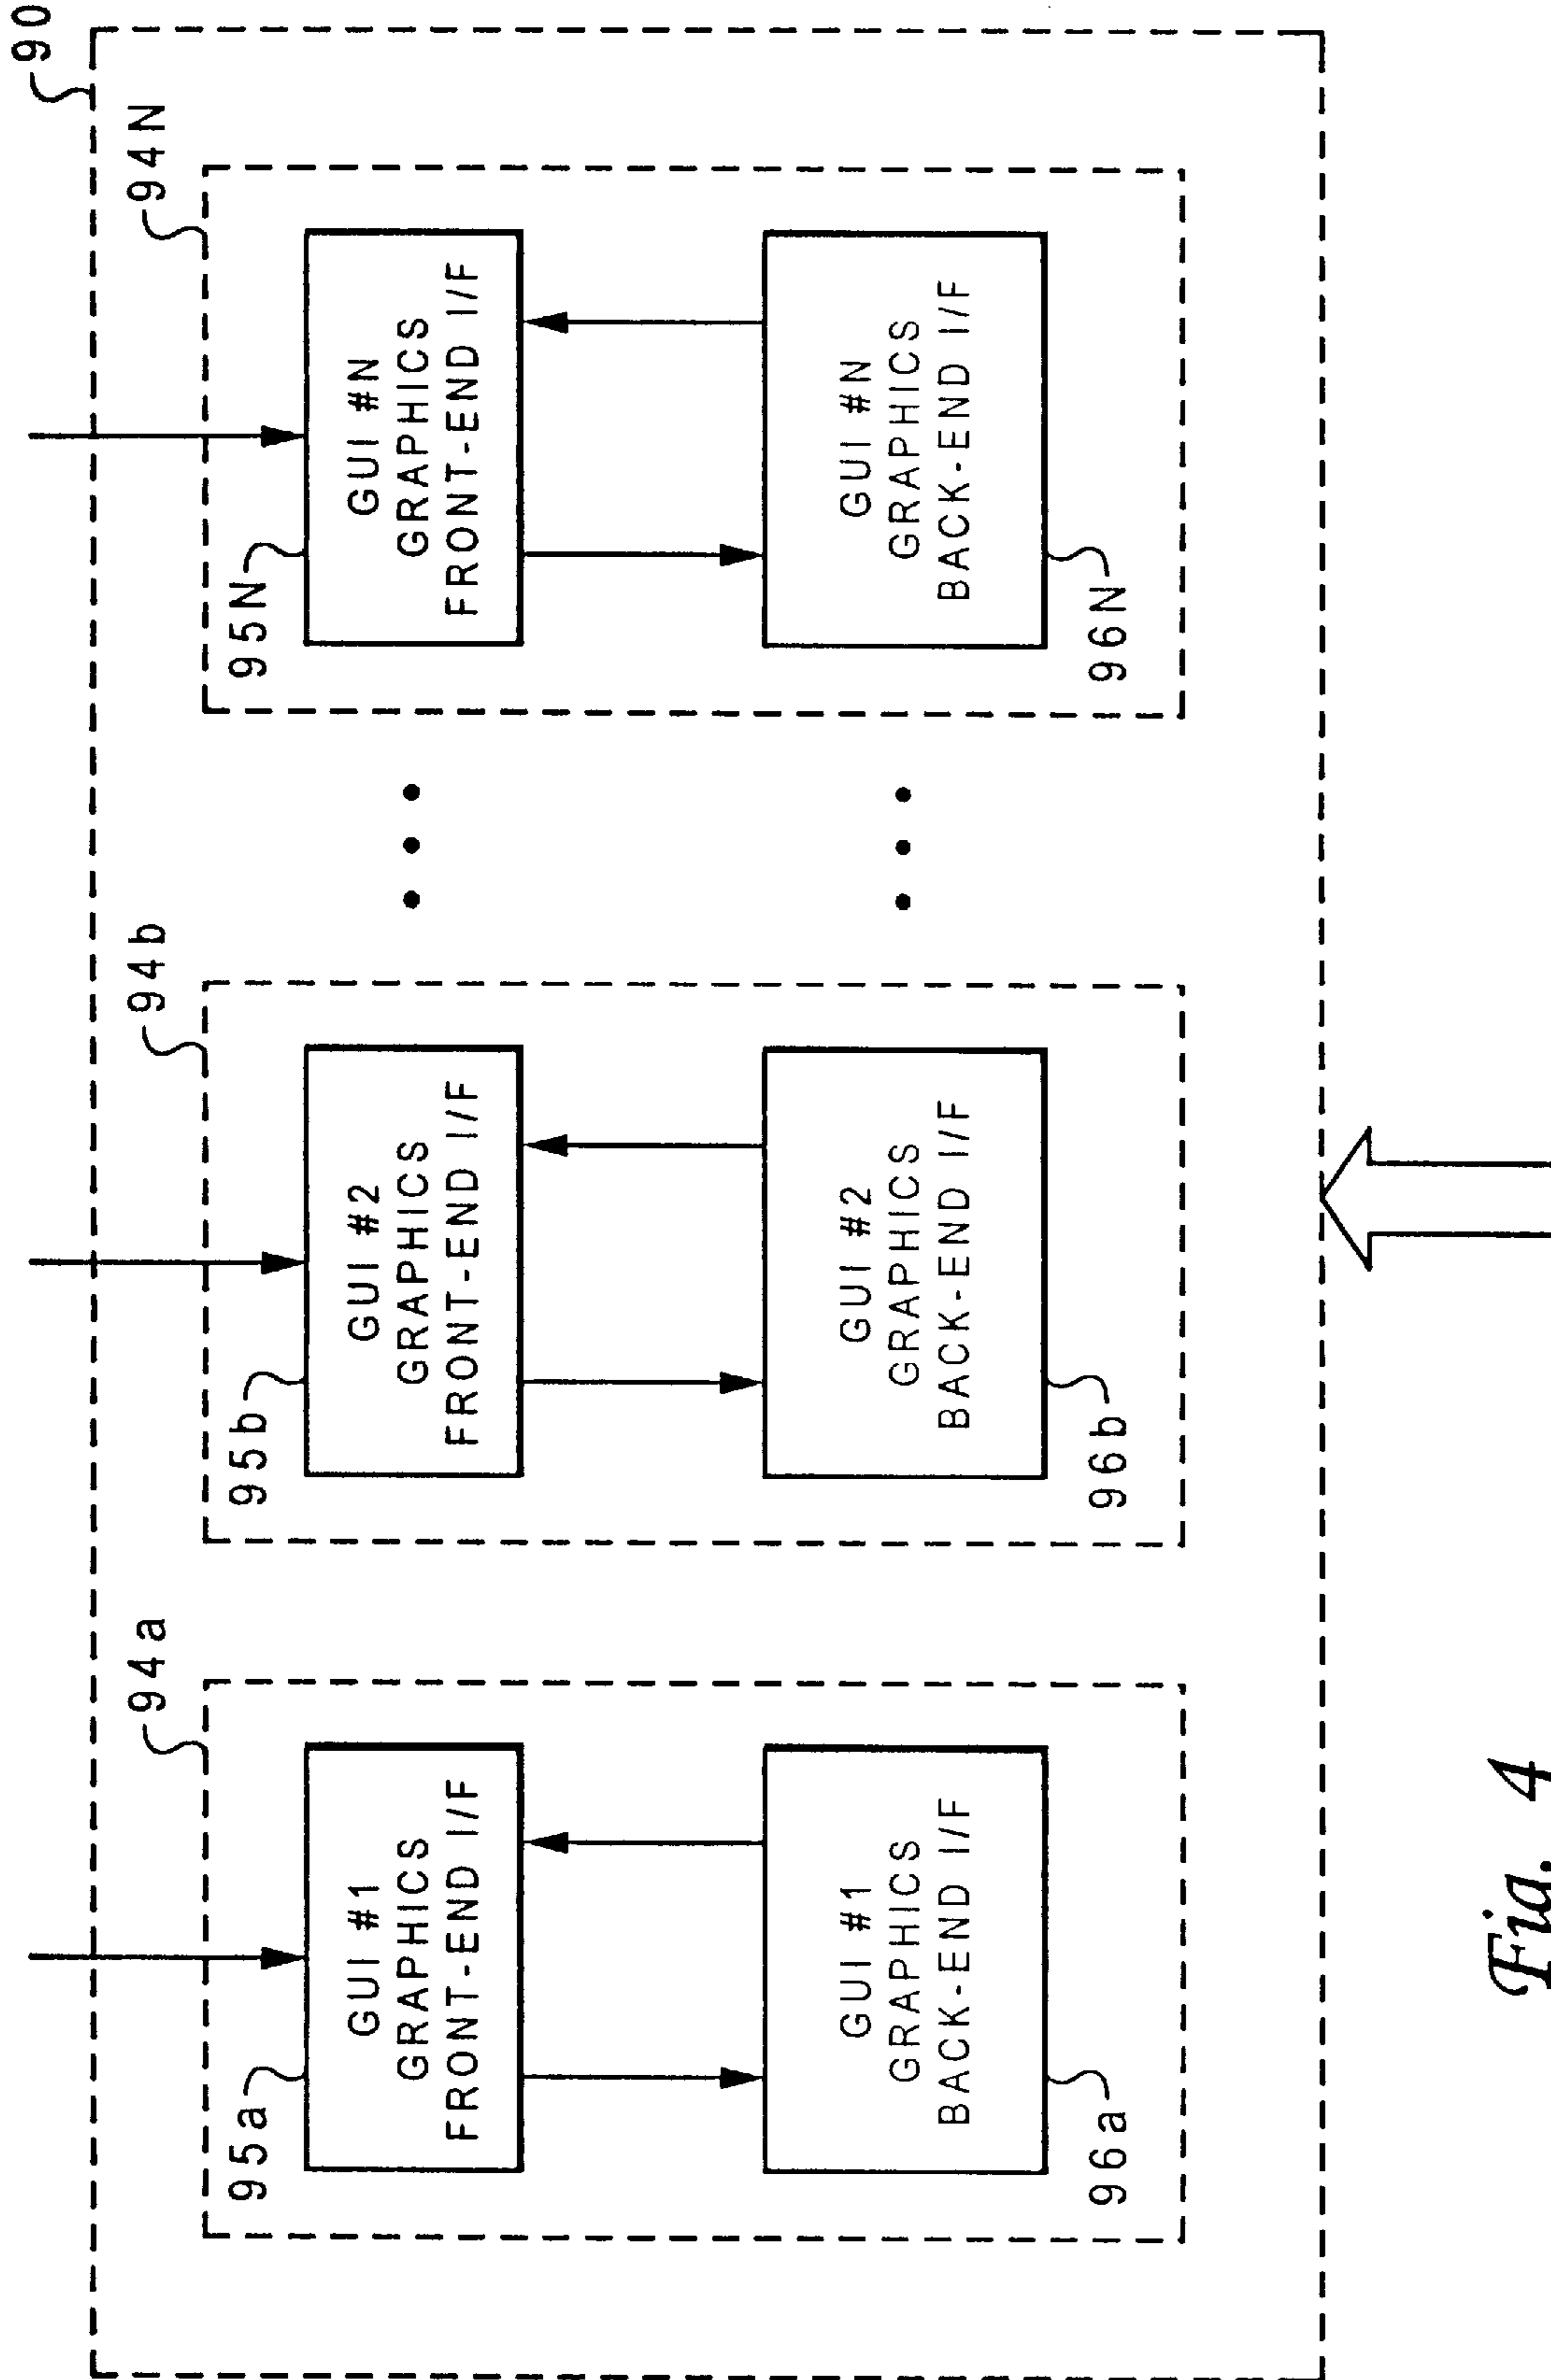 90
94a
94b
94N
95a
95b
95N
GUI #1
GRAPHICS
FRONT-END I/F
GUI #2
GRAPHICS
FRONT-END I/F
GUI #N
GRAPHICS
FRONT-END I/F
GUI #1
GRAPHICS
BACK-END I/F
GUI #2
GRAPHICS
BACK-END I/F
GUI #N
GRAPHICS
BACK-END I/F
96a
96b
96N
Fig. 4